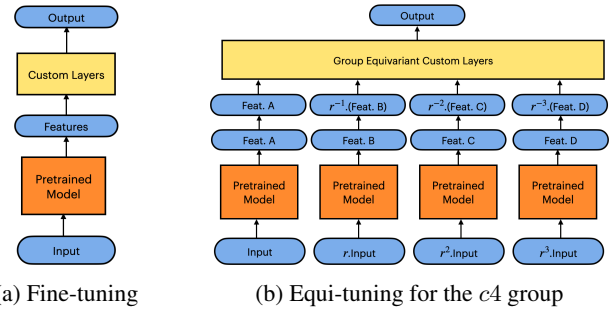 Output
Custom Layers
Features
Pretrained Model
Input
Output
Group Equivariant Custom Layers
Feat. A r⁻¹.(Feat. B) r⁻².(Feat. C) r⁻³.(Feat. D)
Feat. A Feat. B Feat. C Feat. D
Pretrained Model Pretrained Model Pretrained Model Pretrained Model
Input r.Input r².Input r³.Input
a) Fine-tuning
(b) Equi-tuning for the c4 group